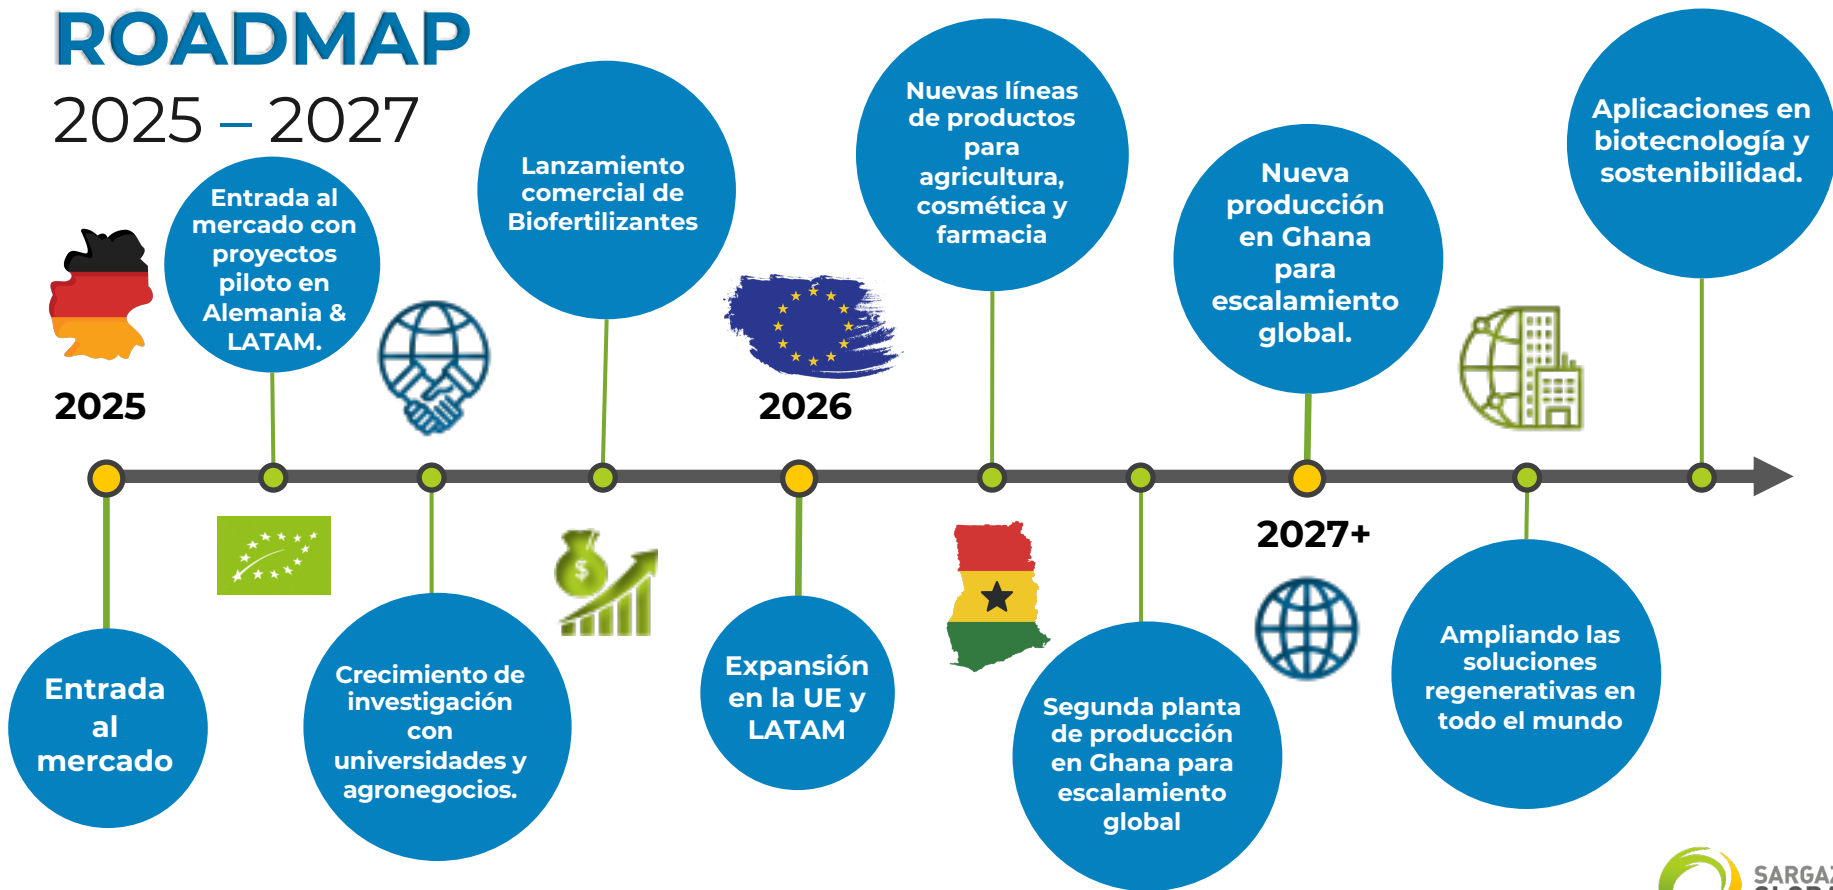 ROADMAP
2025 – 2027
Entrada al
mercado con
proyectos
piloto en
Alemania &
LATAM.
Lanzamiento
comercial de
Biofertilizantes
Nuevas líneas
de productos
para
agricultura,
cosmética y
farmacia
Nueva
producción
en Ghana
para
escalamiento
global.
Aplicaciones en
biotecnología y
sostenibilidad.
2025
2026
2027+
$
Entrada
al
mercado
Crecimiento de
investigación
con
universidades y
agronegocios.
Expansión
en la UE y
LATAM
Segunda planta
de producción
en Ghana para
escalamiento
global
Ampliando las
soluciones
regenerativas en
todo el mundo